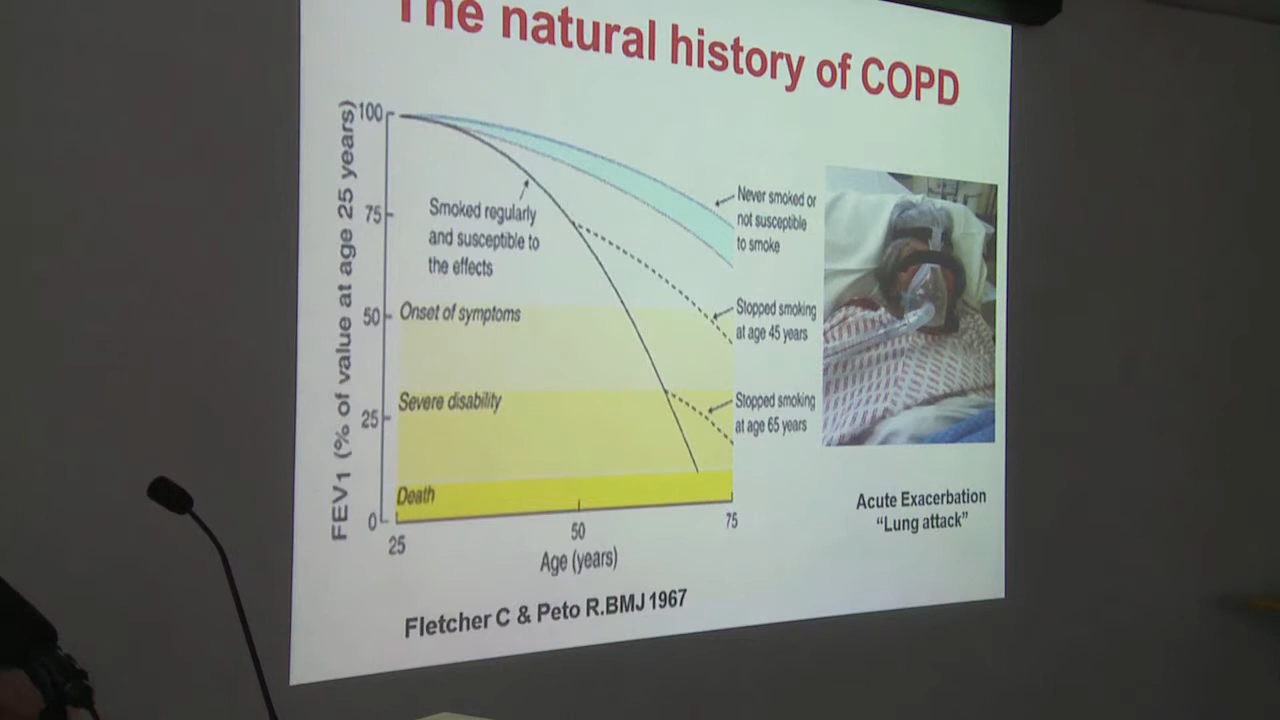 The natural history of COPD
FEV1 (% of value at age 25 years)
100
75
50
25
0
Smoked regularly
and susceptible to
the effects
Never smoked or
not susceptible
to smoke
Onset of symptoms
Stopped smoking
at age 45 years
Severe disability
Stopped smoking
at age 65 years
Death
25
50
75
Age (years)
Acute Exacerbation
“Lung attack”
Fletcher C & Peto R.BMJ 1967